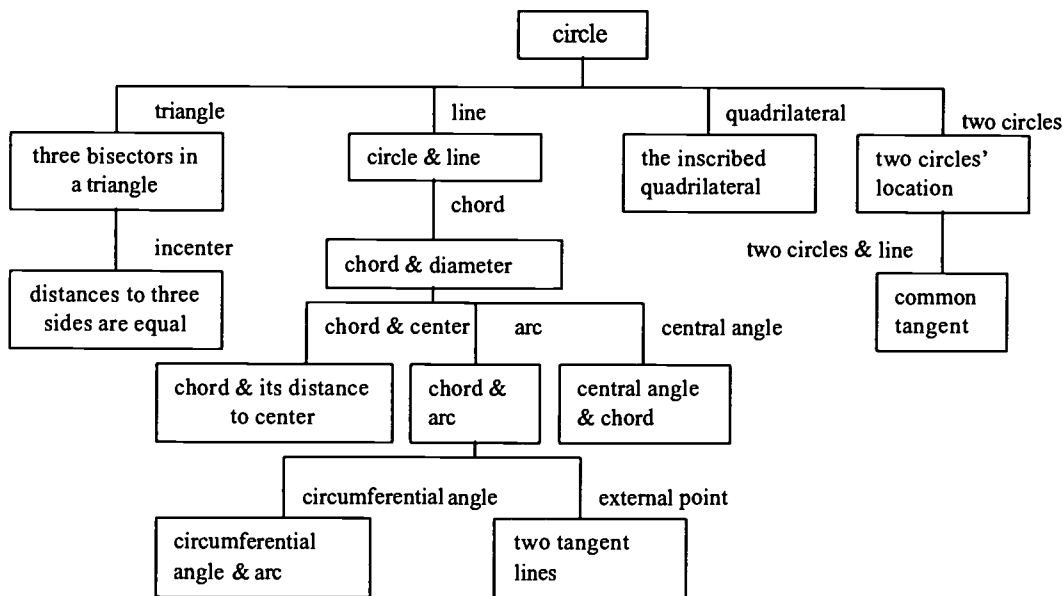 circle
triangle
line
quadrilateral
two circles
three bisectors in
a triangle
circle & line
the inscribed
quadrilateral
two circles'
location
chord
incenter
two circles & line
chord & diameter
distances to three
sides are equal
common
tangent
chord & center
arc
central angle
chord & its distance
to center
chord &
arc
central angle
& chord
circumferential angle
external point
circumferential
angle & arc
two tangent
lines